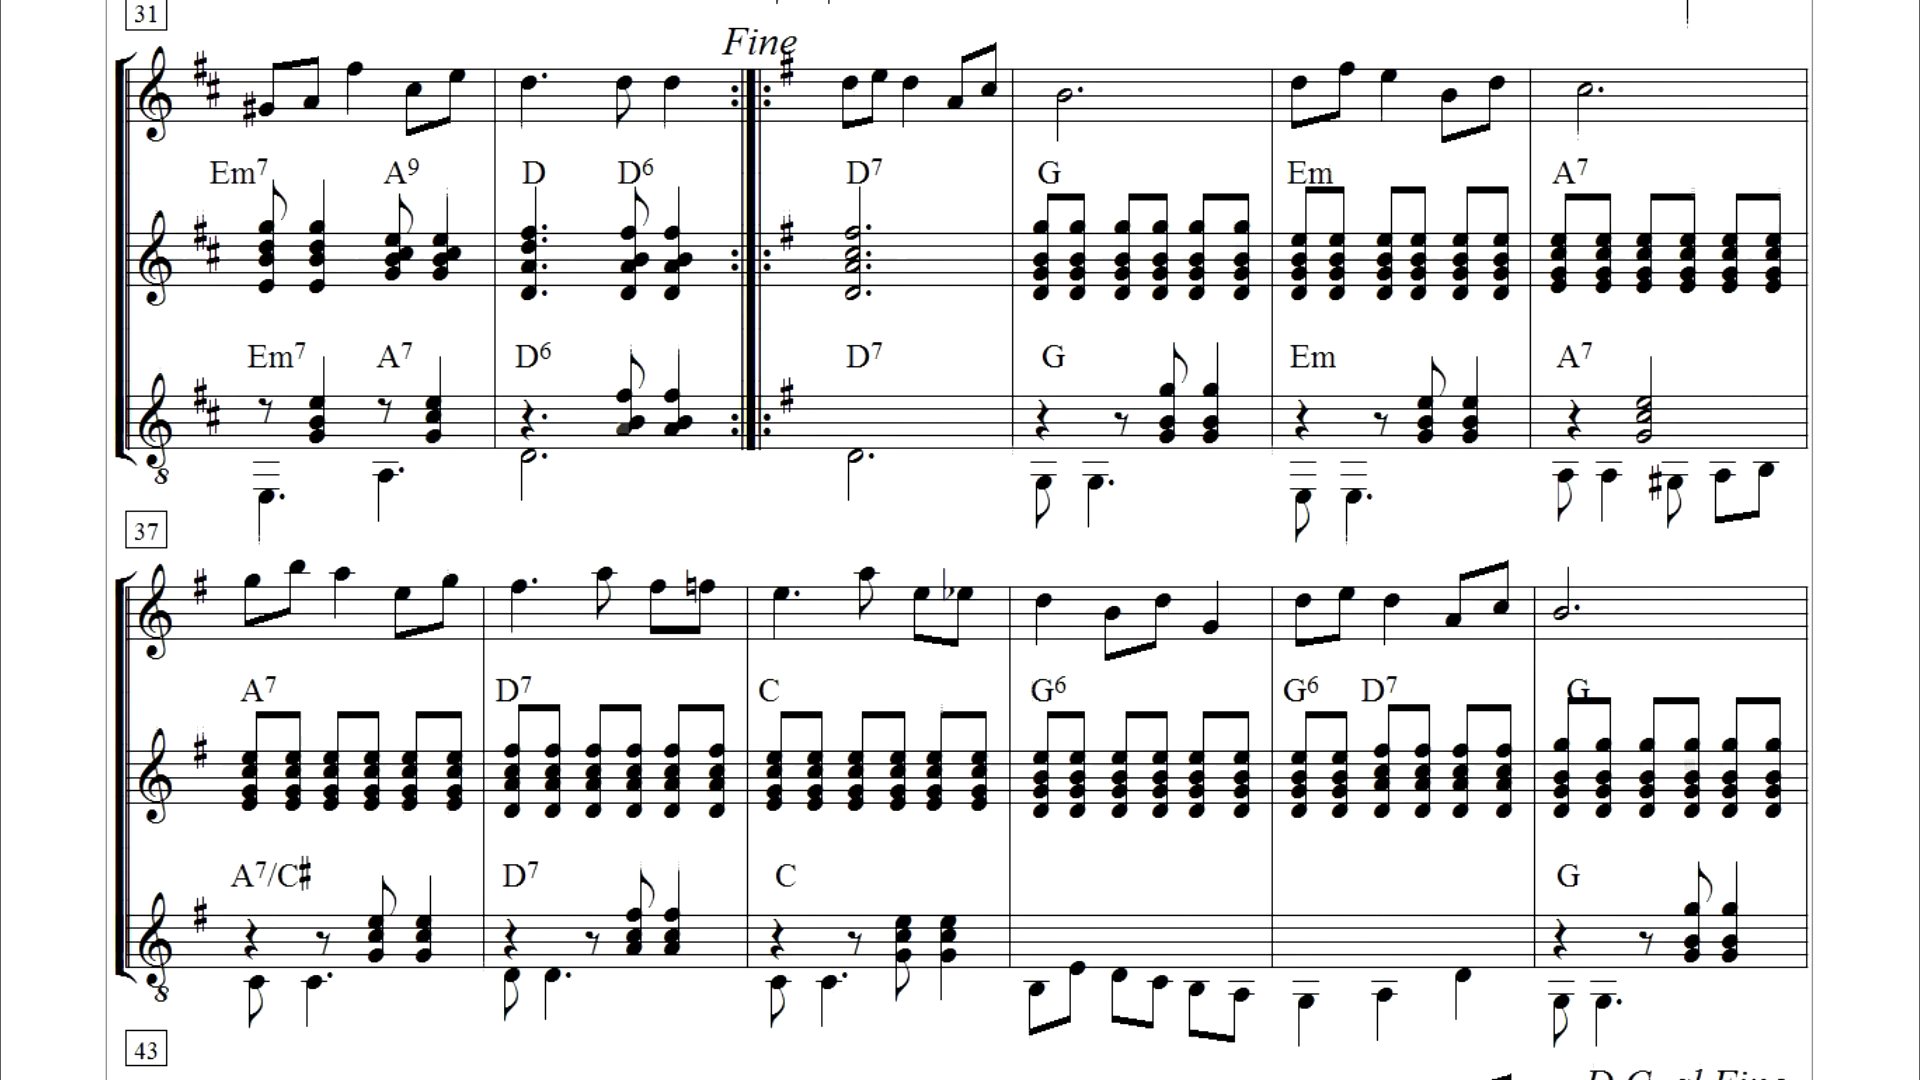 31
Fine
Em7 A9 D D6 D7 G Em A7
Em7 A7 D6 D7 G Em A7
8
37
A7 D7 C G6 G6 D7 G
A7/C♯ D7 C G
8
43